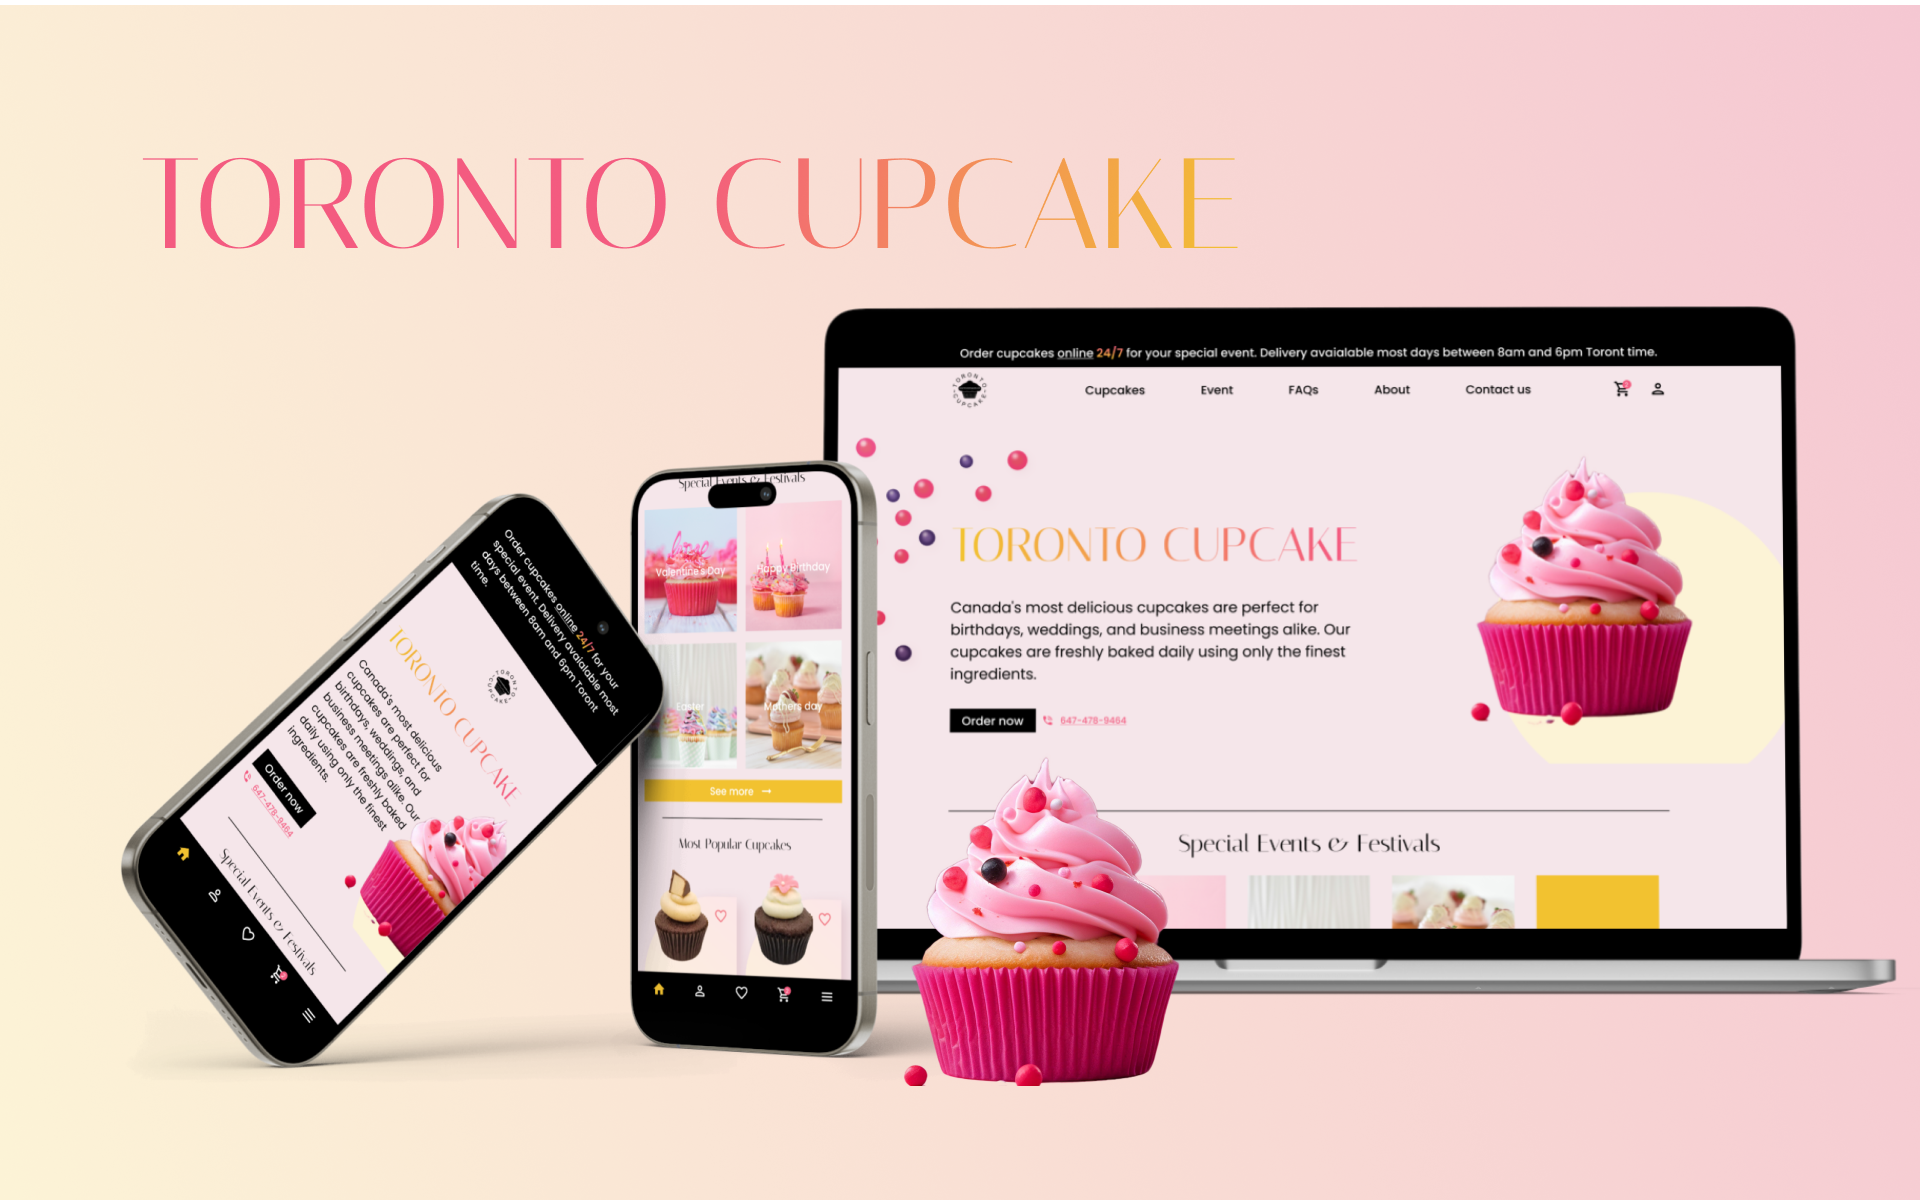 TORONTO CUPCAKE
Order cupcakes online 24/7 for your special event. Delivery avaialable most days between 8am and 6pm Toront time.
TORONTO CUPCAKE
Cupcakes
Event
FAQs
About
Contact us
TORONTO CUPCAKE
Canada's most delicious cupcakes are perfect for
birthdays, weddings, and business meetings alike. Our
cupcakes are freshly baked daily using only the finest
ingredients.
Order now
647-478-9464
Special Events & Festivals
Special Events & Festivals
Valentine's Day
Happy Birthday
Easter
Mothers day
See more
Most Popular Cupcakes
Order cupcakes online 24/7 for your
special event. Delivery avaialable most
days between 8am and 6pm Toront
time.
TORONTO CUPCAKE
TORONTO CUPCAKE
Canada's most delicious
cupcakes are perfect for
birthdays, weddings, and
business meetings alike. Our
cupcakes are freshly baked
daily using only the finest
ingredients.
Order now
647-478-9464
Special Events & Festivals